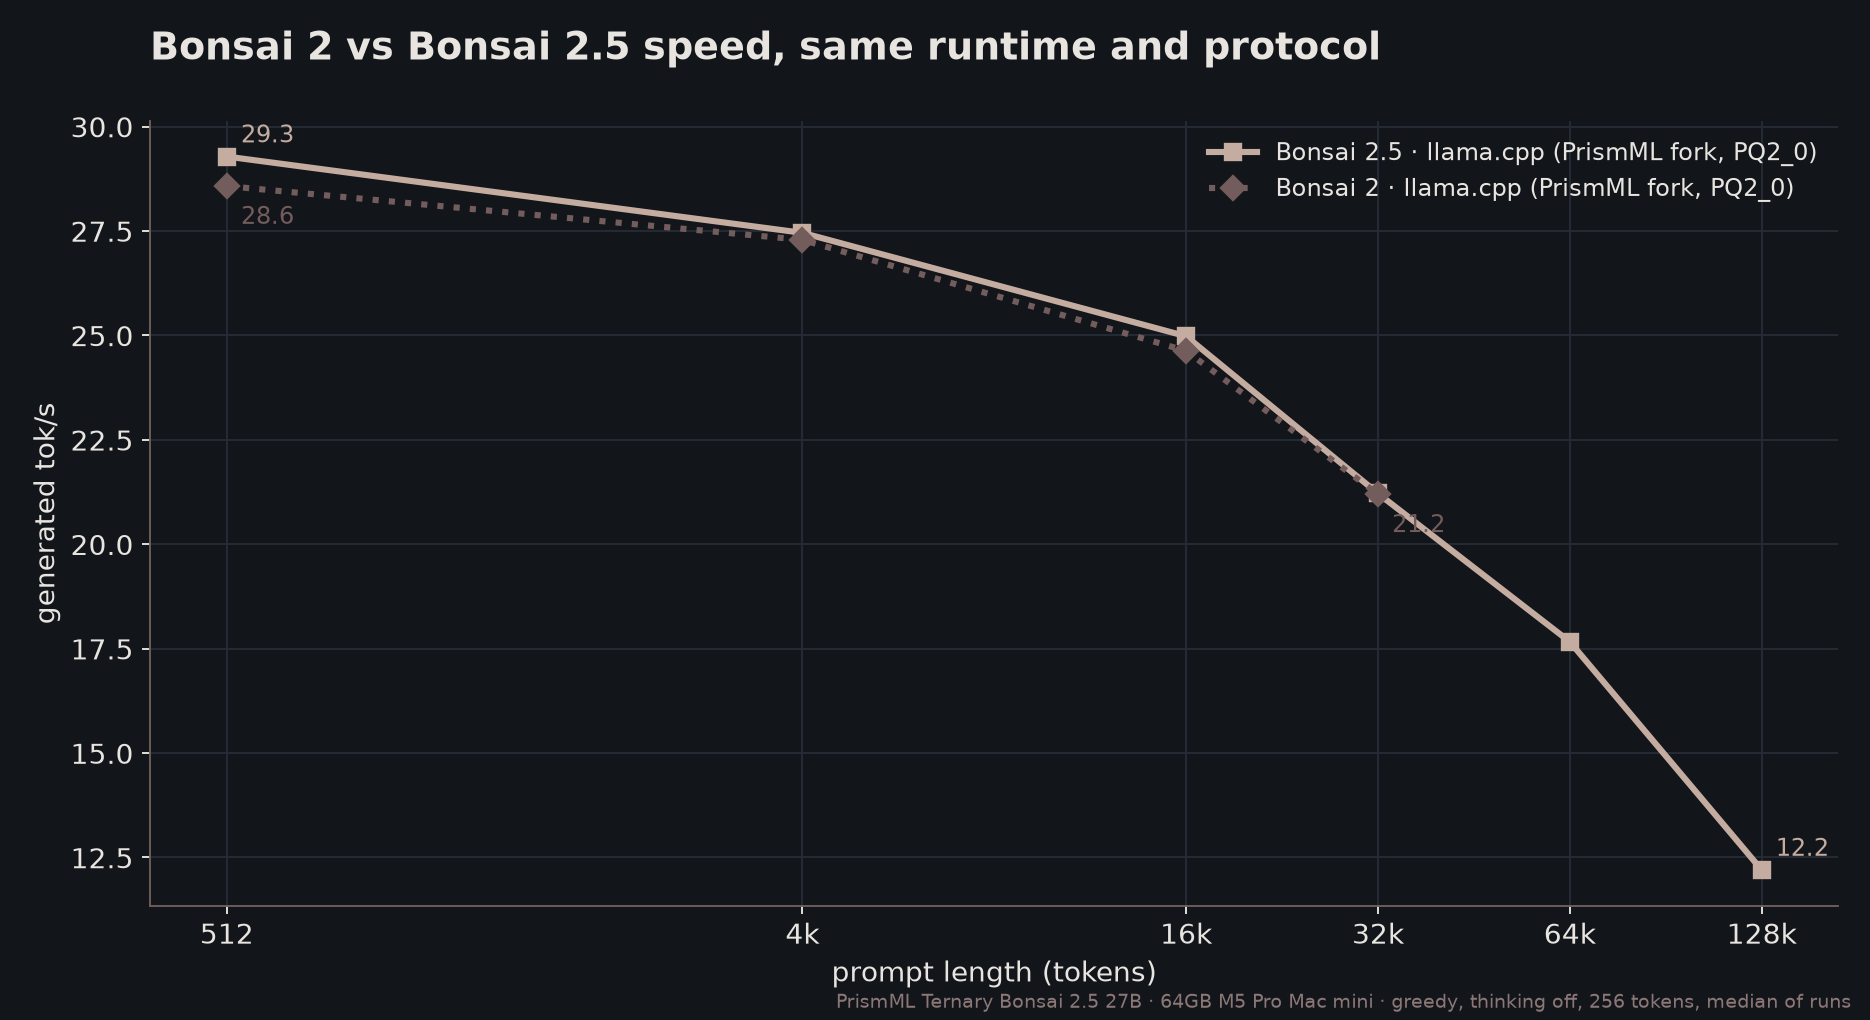 Bonsai 2 vs Bonsai 2.5 speed, same runtime and protocol
30.0
27.5
25.0
22.5
20.0
17.5
15.0
12.5
generated tok/s
29.3
28.6
21.2
12.2
Bonsai 2.5 · llama.cpp (PrismML fork, PQ2_0)
Bonsai 2 · llama.cpp (PrismML fork, PQ2_0)
512 4k 16k 32k 64k 128k
prompt length (tokens)
PrismML Ternary Bonsai 2.5 27B · 64GB M5 Pro Mac mini · greedy, thinking off, 256 tokens, median of runs